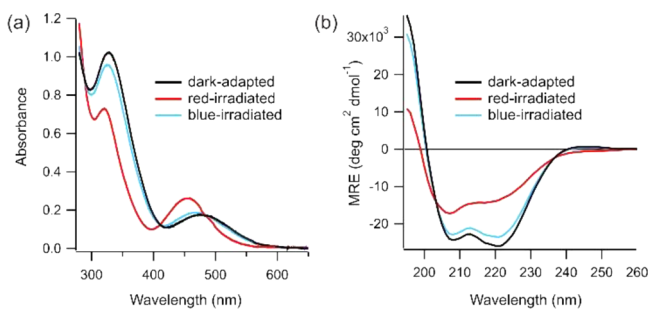 (a)
1.2
1.0
0.8
0.6
0.4
0.2
0.0
Absorbance
dark-adapted
red-irradiated
blue-irradiated
300 400 500 600
Wavelength (nm)
(b)
30x10³
20
10
0
-10
-20
MRE (deg cm² dmol⁻¹)
dark-adapted
red-irradiated
blue-irradiated
200 210 220 230 240 250 260
Wavelength (nm)